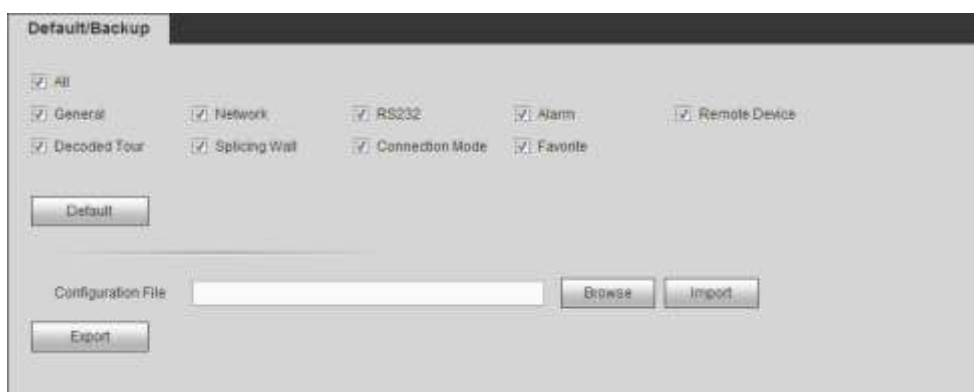 Default/Backup
All
General Network RS232 Alarm Remote Device
Decoded Tour Splicing Wall Connection Mode Favorite
Default
Configuration File Browse Import
Export